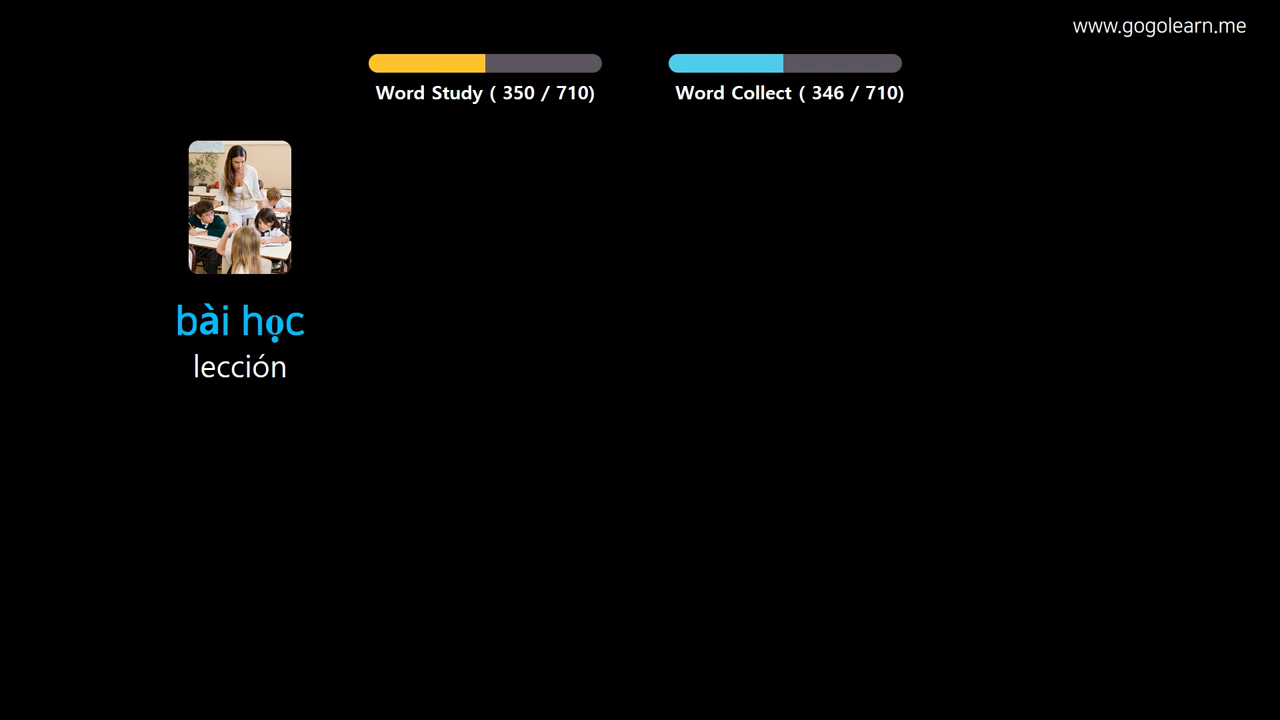 www.gogolearn.me
Word Study ( 350 / 710)
Word Collect ( 346 / 710)
bài học
lección